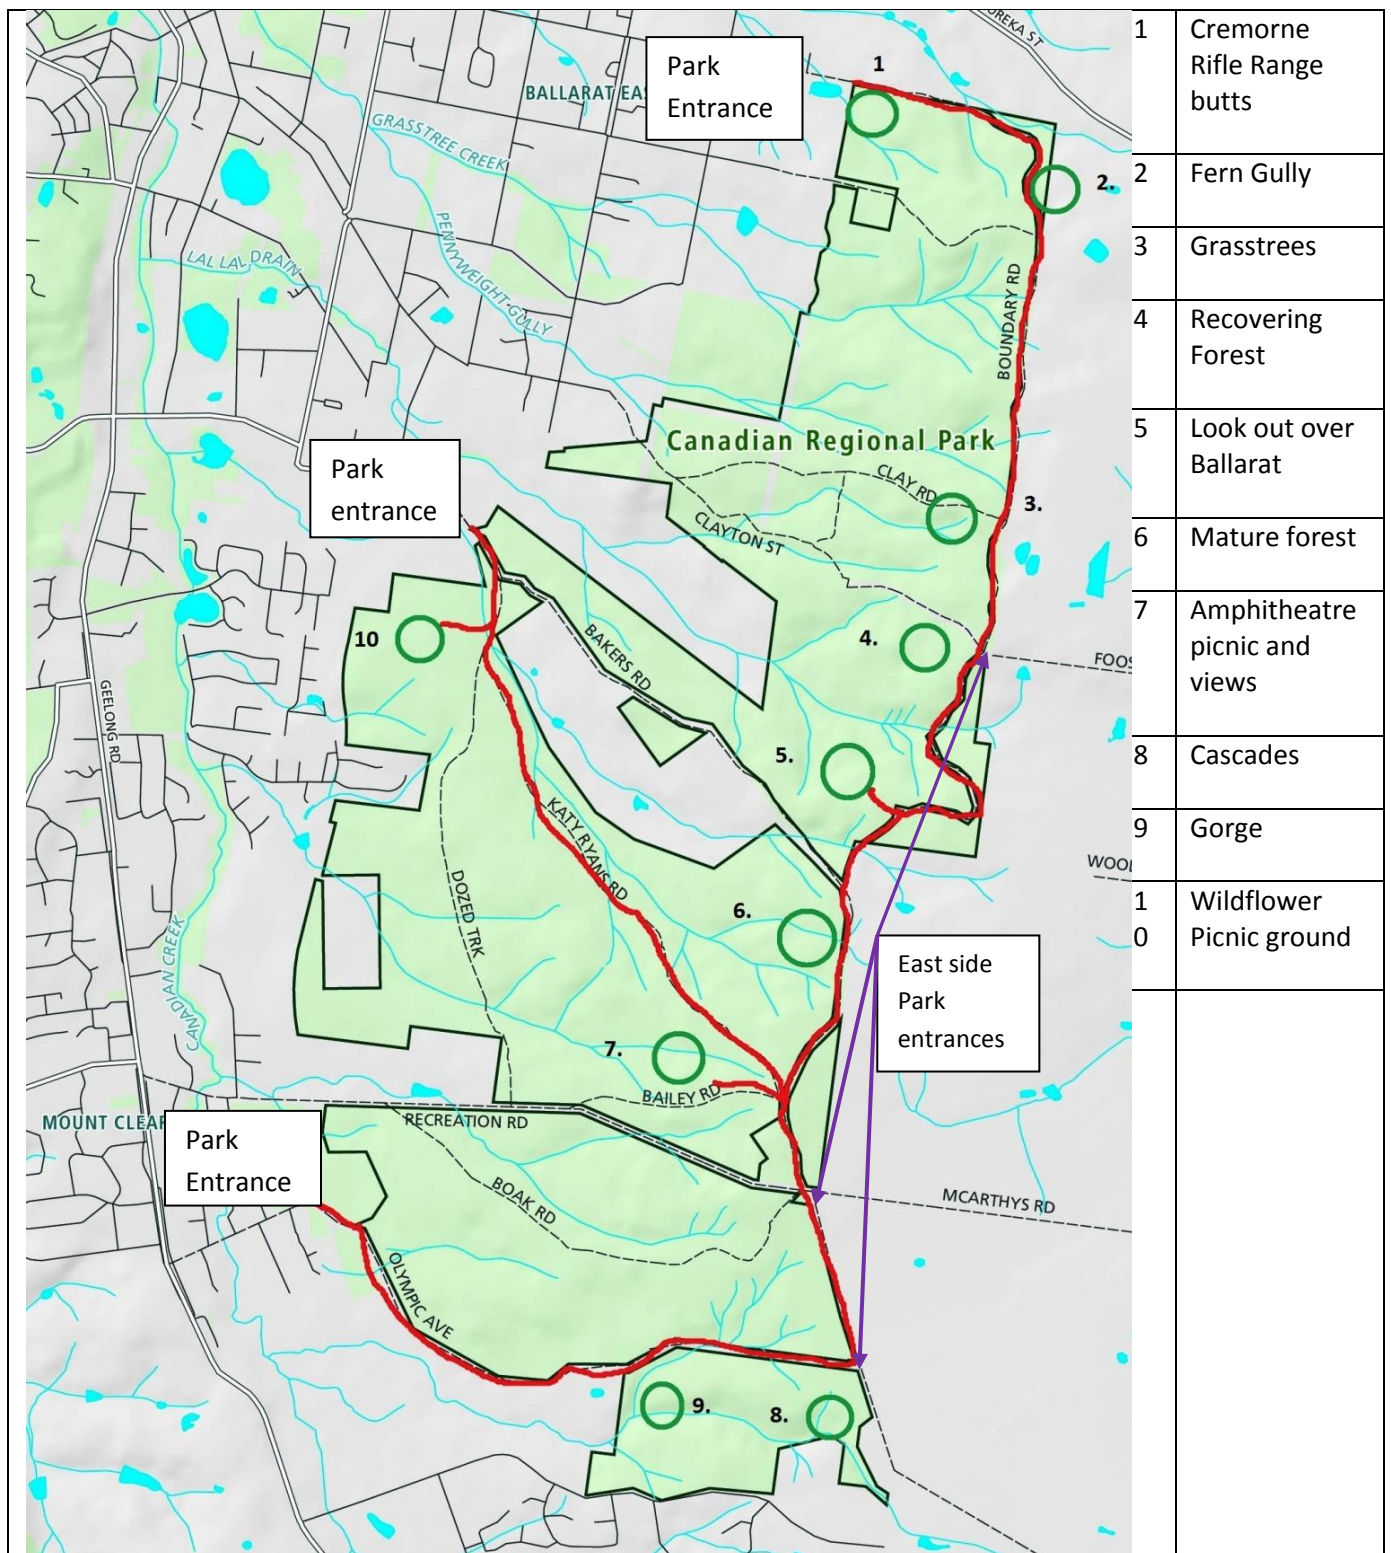 UREKA ST
Park
Entrance
1
BALLARAT EAS
GRASSTREE CREEK
2.
PENNYWEIGHT GULLY
LAL LAL DRAIN
BOUNDARY RD
Canadian Regional Park
Park
entrance
CLAY RD
3.
CLAYTON ST
10
BAKERS RD
4.
FOOS
GEELONG RD
5.
KATY RYANS RD
WOOL
DOZED TRK
6.
CANADIAN CREEK
East side
Park
entrances
7.
BAILEY RD
MOUNT CLEAR
RECREATION RD
Park
Entrance
BOAK RD
MCARTHYS RD
OLYMPIC AVE
9.
8.
1
Cremorne
Rifle Range
butts
2
Fern Gully
3
Grasstrees
4
Recovering
Forest
5
Look out over
Ballarat
6
Mature forest
7
Amphitheatre
picnic and
views
8
Cascades
9
Gorge
1
0
Wildflower
Picnic ground